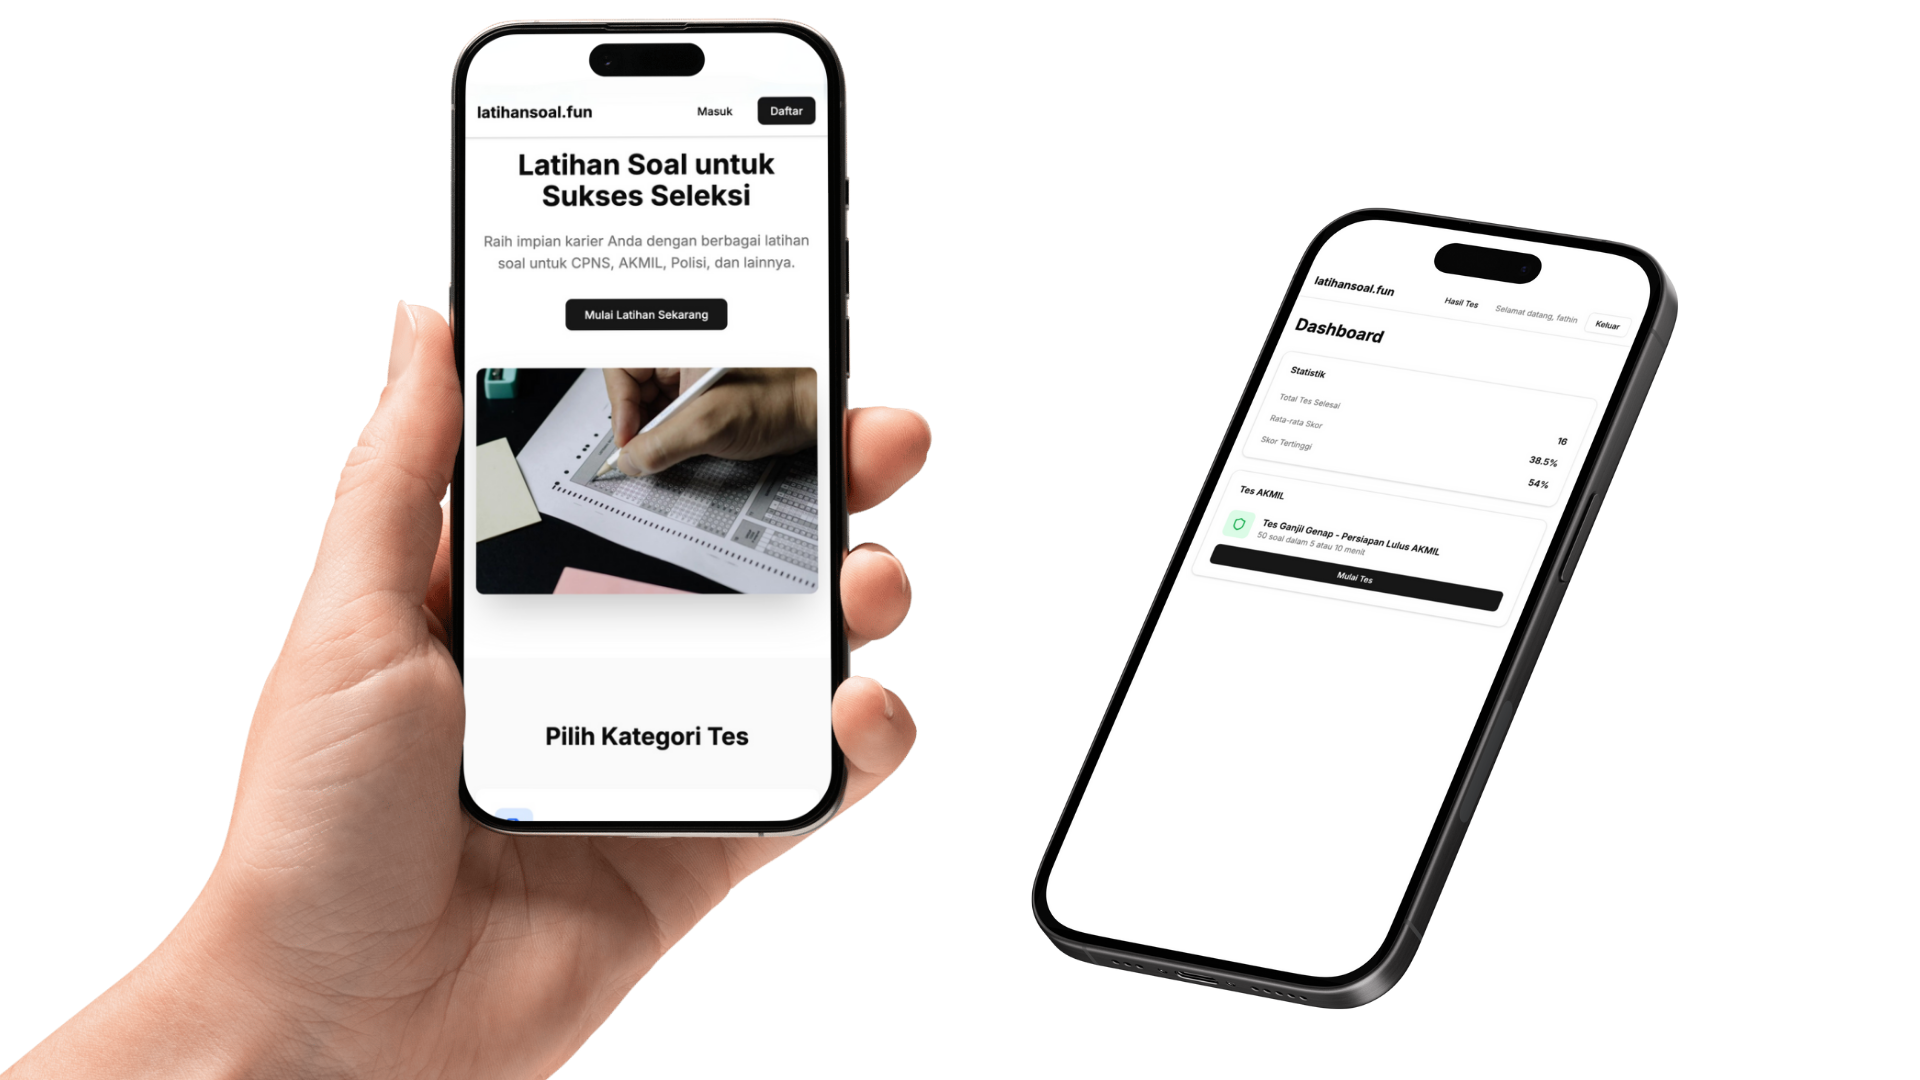 latihansoal.fun
Masuk
Daftar
Latihan Soal untuk
Sukses Seleksi
Raih impian karier Anda dengan berbagai latihan
soal untuk CPNS, AKMIL, Polisi, dan lainnya.
Mulai Latihan Sekarang
Pilih Kategori Tes
latihansoal.fun
Hasil Tes
Selamat datang, fathin
Keluar
Dashboard
Statistik
Total Tes Selesai
16
Rata-rata Skor
38.5%
Skor Tertinggi
54%
Tes AKMIL
Tes Ganjil Genap - Persiapan Lulus AKMIL
50 soal dalam 5 atau 10 menit
Mulai Tes